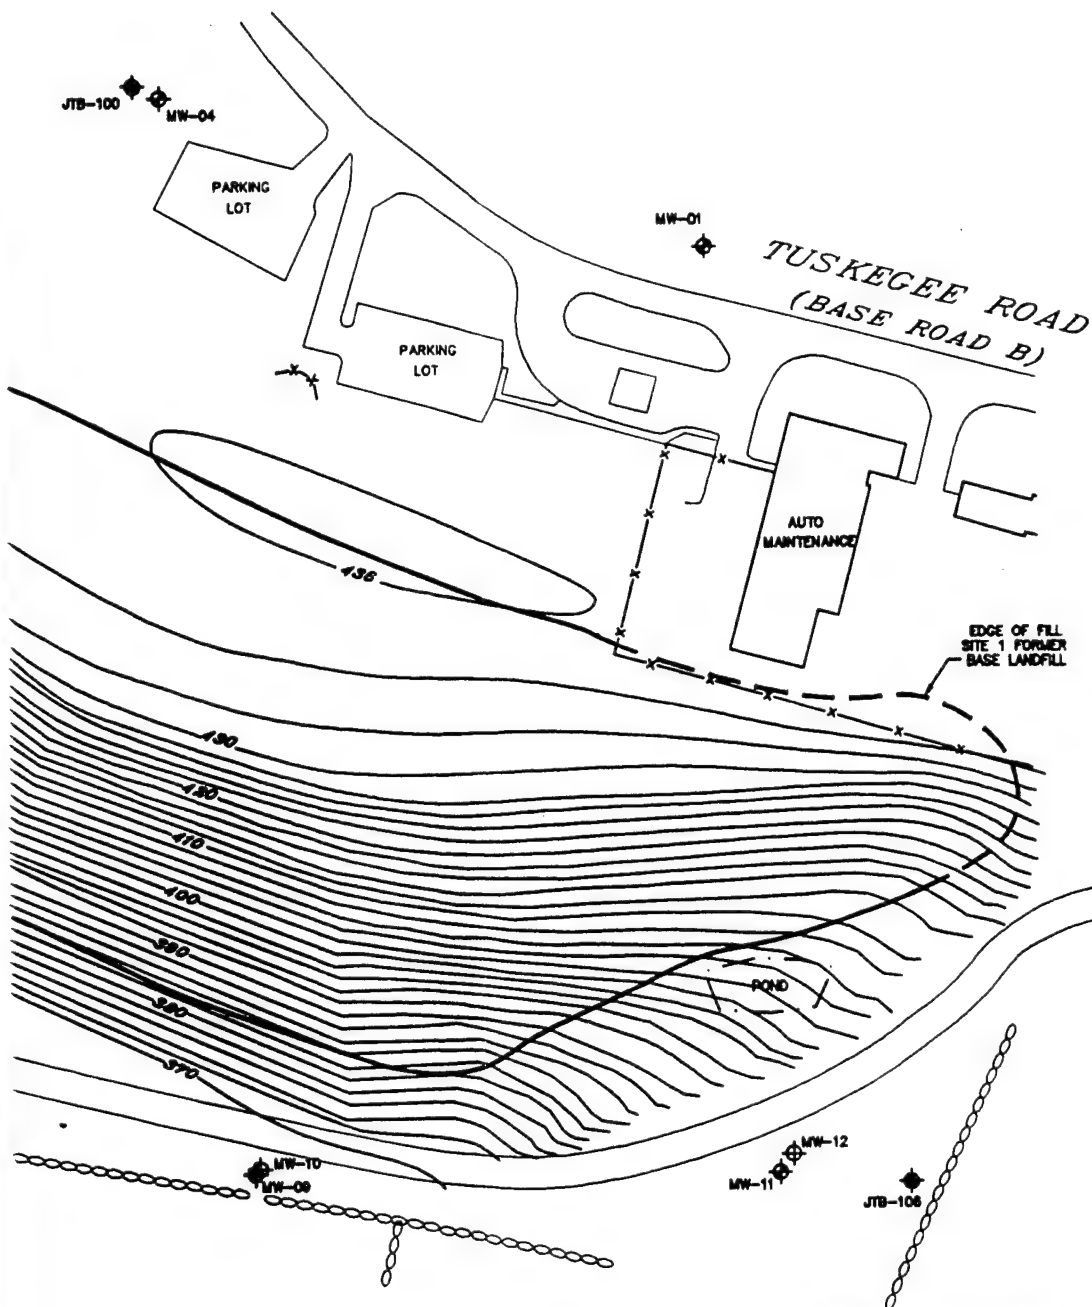 JTB-100
MW-04
PARKING
LOT
MW-01
TUSKEGEE ROAD
(BASE ROAD B)
PARKING
LOT
436
AUTO
MAINTENANCE
EDGE OF FILL
SITE 1 FORMER
BASE LANDFILL
430
420
410
400
390
380
370
POND
MW-10
MW-09
MW-12
MW-11
JTB-106